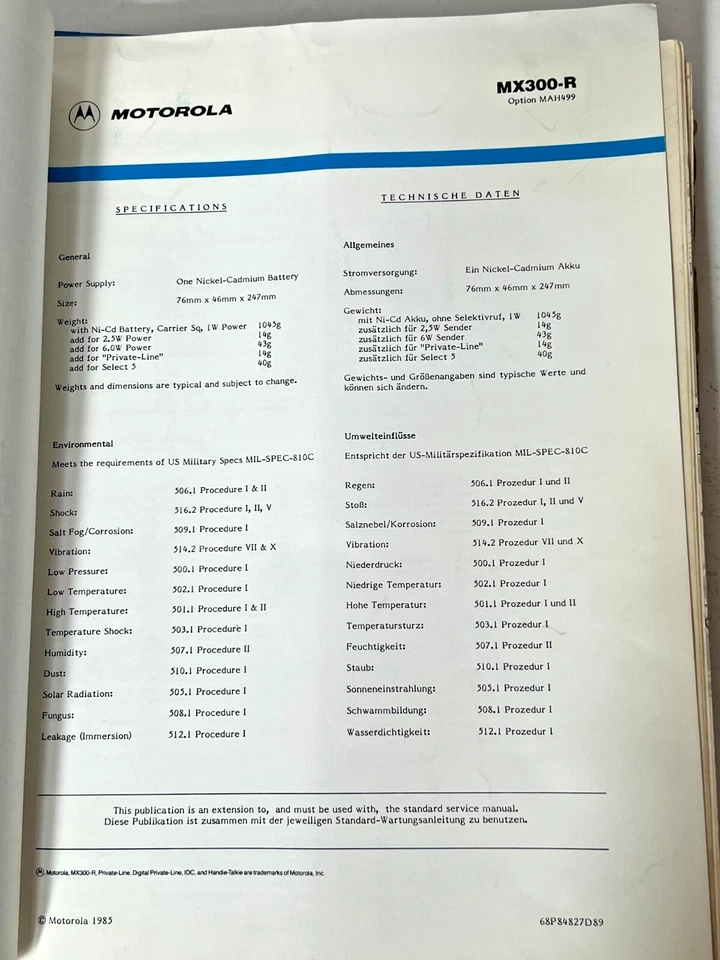 MOTOROLA
MX300-R
Option MAH499
SPECIFICATIONS
General
Power Supply: One Nickel-Cadmium Battery
Size: 76mm x 46mm x 247mm
Weight:
with Ni-Cd Battery, Carrier Sq, 1W Power 1045g
add for 2.5W Power 14g
add for 6.0W Power 43g
add for "Private-Line" 14g
add for Select 5 40g
Weights and dimensions are typical and subject to change.
Environmental
Meets the requirements of US Military Specs MIL-SPEC-810C
Rain: 506.1 Procedure I & II
Shock: 516.2 Procedure I, II, V
Salt Fog/Corrosion: 509.1 Procedure I
Vibration: 514.2 Procedure VII & X
Low Pressure: 500.1 Procedure I
Low Temperature: 502.1 Procedure I
High Temperature: 501.1 Procedure I & II
Temperature Shock: 503.1 Procedure I
Humidity: 507.1 Procedure II
Dust: 510.1 Procedure I
Solar Radiation: 505.1 Procedure I
Fungus: 508.1 Procedure I
Leakage (Immersion) 512.1 Procedure I
TECHNISCHE DATEN
Allgemeines
Stromversorgung: Ein Nickel-Cadmium Akku
Abmessungen: 76mm x 46mm x 247mm
Gewicht:
mit Ni-Cd Akku, ohne Selektivruf, 1W 1045g
zusätzlich für 2,5W Sender 14g
zusätzlich für 6W Sender 43g
zusätzlich für "Private-Line" 14g
zusätzlich für Select 5 40g
Gewichts- und Größenangaben sind typische Werte und
können sich ändern.
Umwelteinflüsse
Entspricht der US-Militärspezifikation MIL-SPEC-810C
Regen: 506.1 Prozedur I und II
Stoß: 516.2 Prozedur I, II und V
Salznebel/Korrosion: 509.1 Prozedur I
Vibration: 514.2 Prozedur VII und X
Niederdruck: 500.1 Prozedur I
Niedrige Temperatur: 502.1 Prozedur I
Hohe Temperatur: 501.1 Prozedur I und II
Temperatursturz: 503.1 Prozedur I
Feuchtigkeit: 507.1 Prozedur II
Staub: 510.1 Prozedur I
Sonneneinstrahlung: 505.1 Prozedur I
Schwammbildung: 508.1 Prozedur I
Wasserdichtigkeit: 512.1 Prozedur I
This publication is an extension to, and must be used with, the standard service manual.
Diese Publikation ist zusammen mit der jeweiligen Standard-Wartungsanleitung zu benutzen.
Motorola, MX300-R, Private-Line, Digital Private-Line, IDC, and Handie-Talkie are trademarks of Motorola, Inc.
© Motorola 1985
68P84827D89